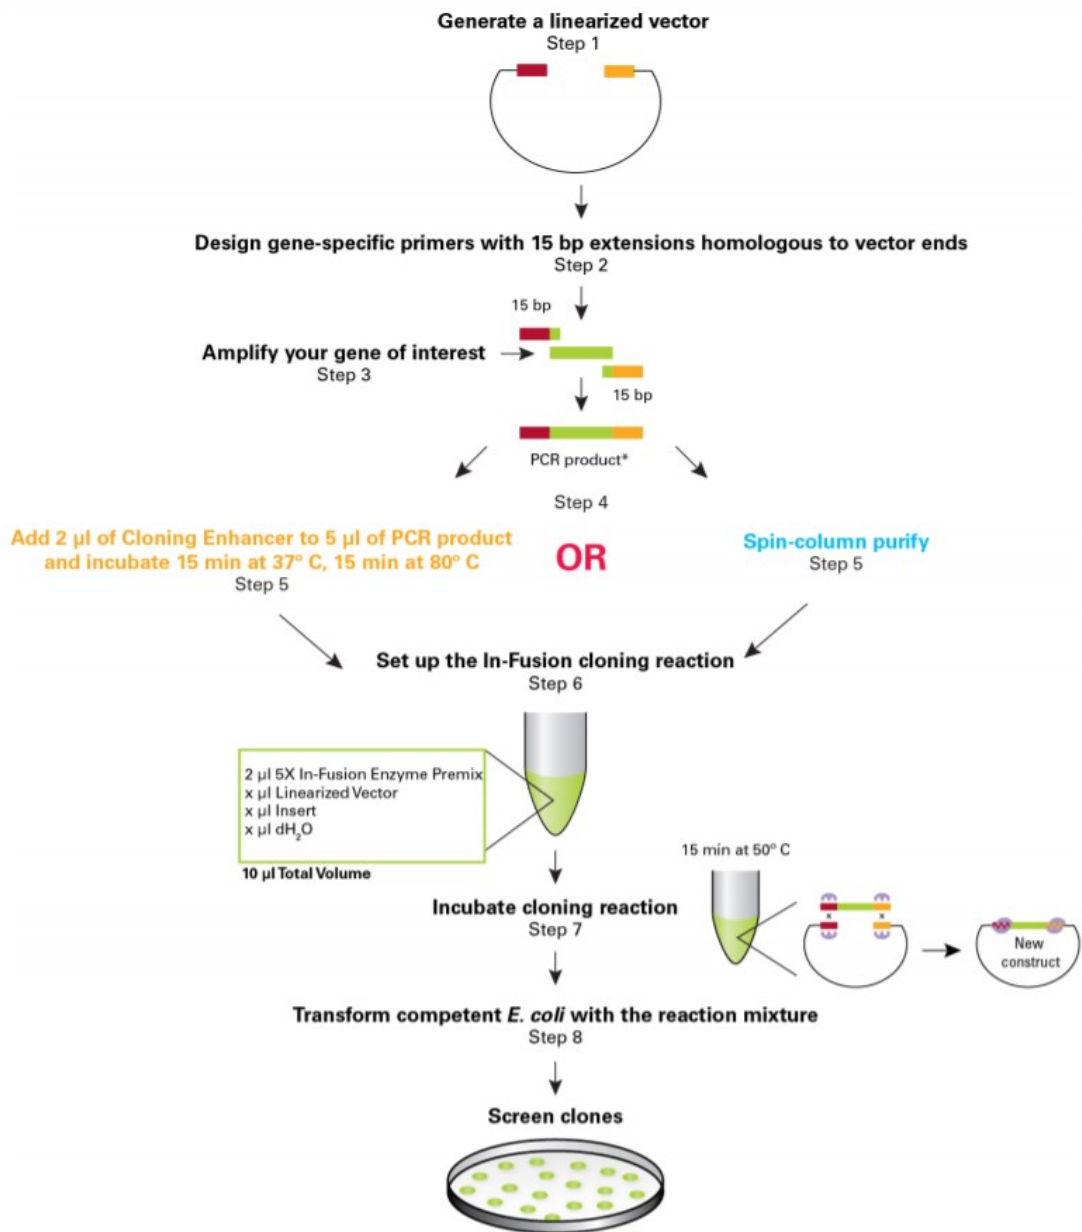 Generate a linearized vector
Step 1
Design gene-specific primers with 15 bp extensions homologous to vector ends
Step 2
15 bp
Amplify your gene of interest
Step 3
15 bp
PCR product*
Step 4
Add 2 µl of Cloning Enhancer to 5 µl of PCR product
and incubate 15 min at 37º C, 15 min at 80º C
Step 5
OR
Spin-column purify
Step 5
Set up the In-Fusion cloning reaction
Step 6
2 µl 5X In-Fusion Enzyme Premix
x µl Linearized Vector
x µl Insert
x µl dH₂O
10 µl Total Volume
15 min at 50º C
Incubate cloning reaction
Step 7
x x
New
construct
Transform competent E. coli with the reaction mixture
Step 8
Screen clones